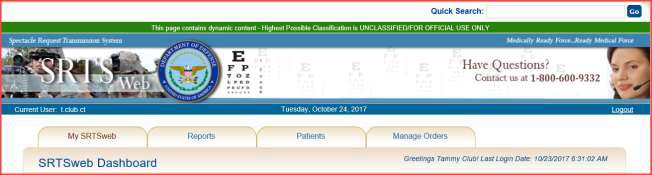 Quick Search:
Go
This page contains dynamic content - Highest Possible Classification is UNCLASSIFIED/FOR OFFICIAL USE ONLY
Spectacle Request Transmission System
Medically Ready Force...Ready Medical Force
SRTS
Web
DEPARTMENT OF DEFENSE
UNITED STATES OF AMERICA
E
F P
T O Z
L P E D
Have Questions?
Contact us at 1-800-600-9332
Current User: t.club.ct
Tuesday, October 24, 2017
Logout
My SRTSweb
Reports
Patients
Manage Orders
SRTSweb Dashboard
Greetings Tammy Club! Last Login Date: 10/23/2017 6:31:02 AM